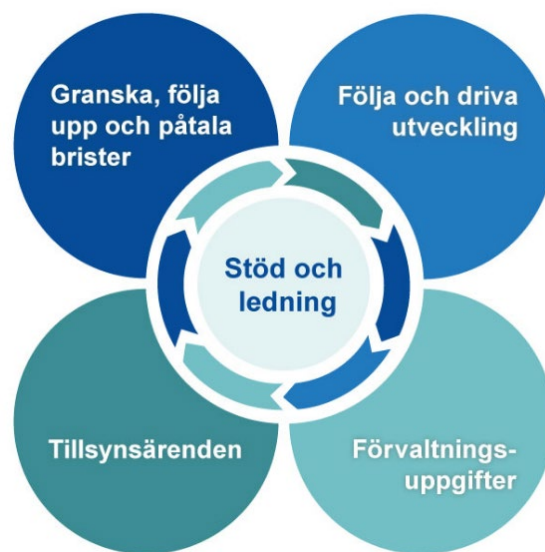 Granska, följa
upp och påtala
brister
Följa och driva
utveckling
Stöd och
ledning
Tillsynsärenden
Förvaltnings-
uppgifter